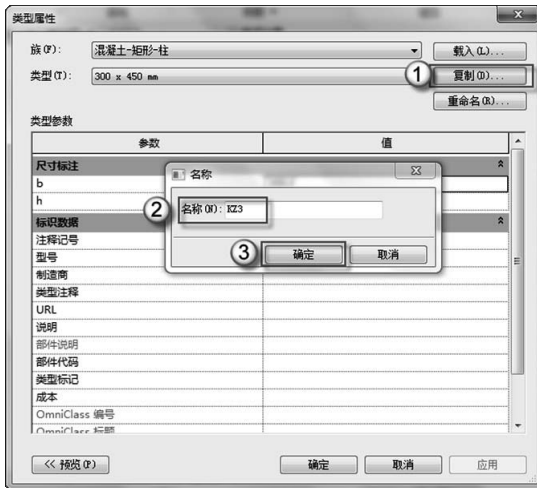 类型属性
族(F): 混凝土-矩形-柱 载入(L)...
类型(T): 300 x 450 mm ① 复制(D)...
重命名(R)...
类型参数
参数 值
尺寸标注
b
h
名称
② 名称(N): KZ3
③ 确定 取消
标识数据
注释记号
型号
制造商
类型注释
URL
说明
部件说明
部件代码
类型标记
成本
OmniClass 编号
OmniClass 标题
<< 预览(P) 确定 取消 应用